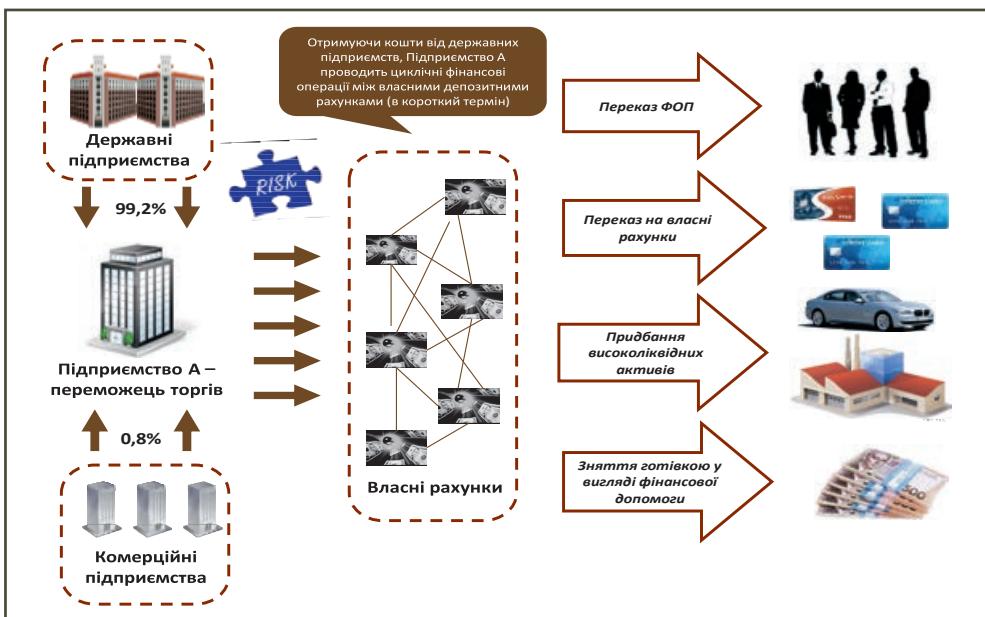 Отримуючи кошти від державних
підприємств, Підприємство А
проводить циклічні фінансові
операції між власними депозитними
рахунками (в короткий термін)
Державні
підприємства
99,2%
RISK
Підприємство А –
переможець торгів
0,8%
Комерційні
підприємства
Власні рахунки
Переказ ФОП
Переказ на власні
рахунки
Придбання
високоліквідних
активів
Зняття готівкою у
вигляді фінансової
допомоги
500